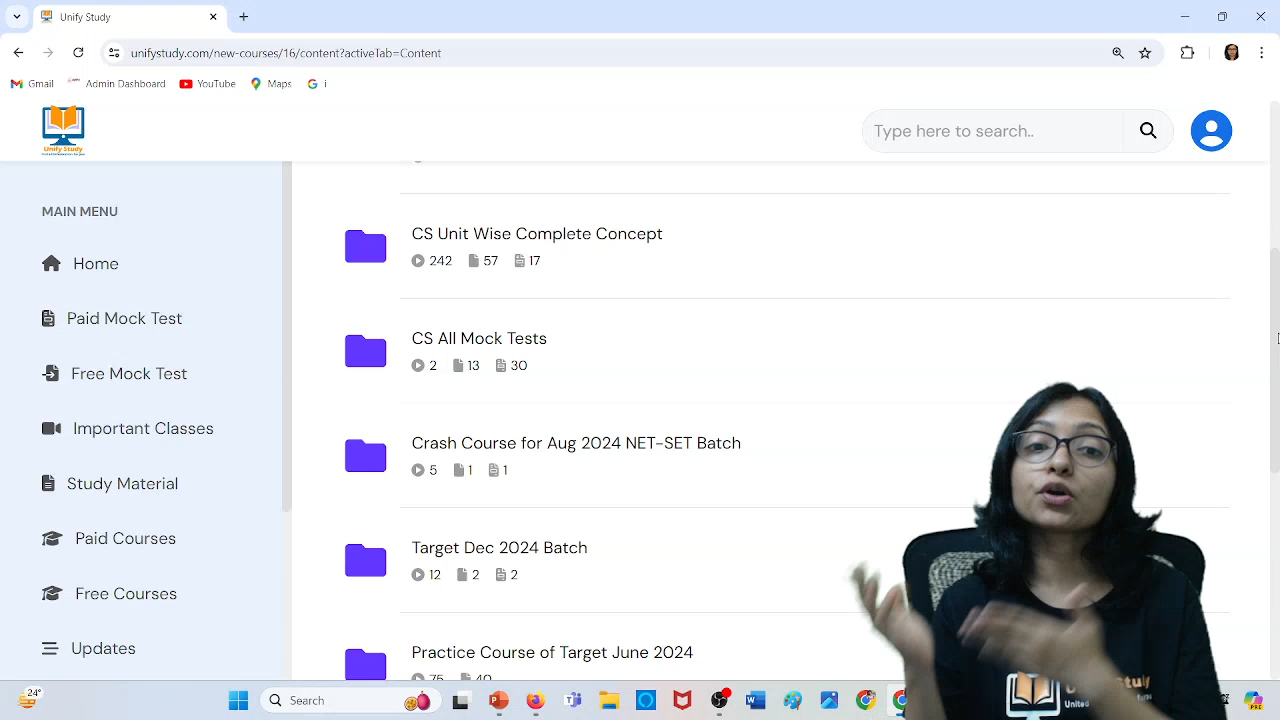 Unify Study
unifystudy.com/new-courses/16/content?activeTab=Content
Gmail
Admin Dashboard
YouTube
Maps
i
Unify Study
Type here to search..
MAIN MENU
Home
Paid Mock Test
Free Mock Test
Important Classes
Study Material
Paid Courses
Free Courses
Updates
CS Unit Wise Complete Concept
242 57 17
CS All Mock Tests
2 13 30
Crash Course for Aug 2024 NET-SET Batch
5 1 1
Target Dec 2024 Batch
12 2 2
Practice Course of Target June 2024
24°
Search
United